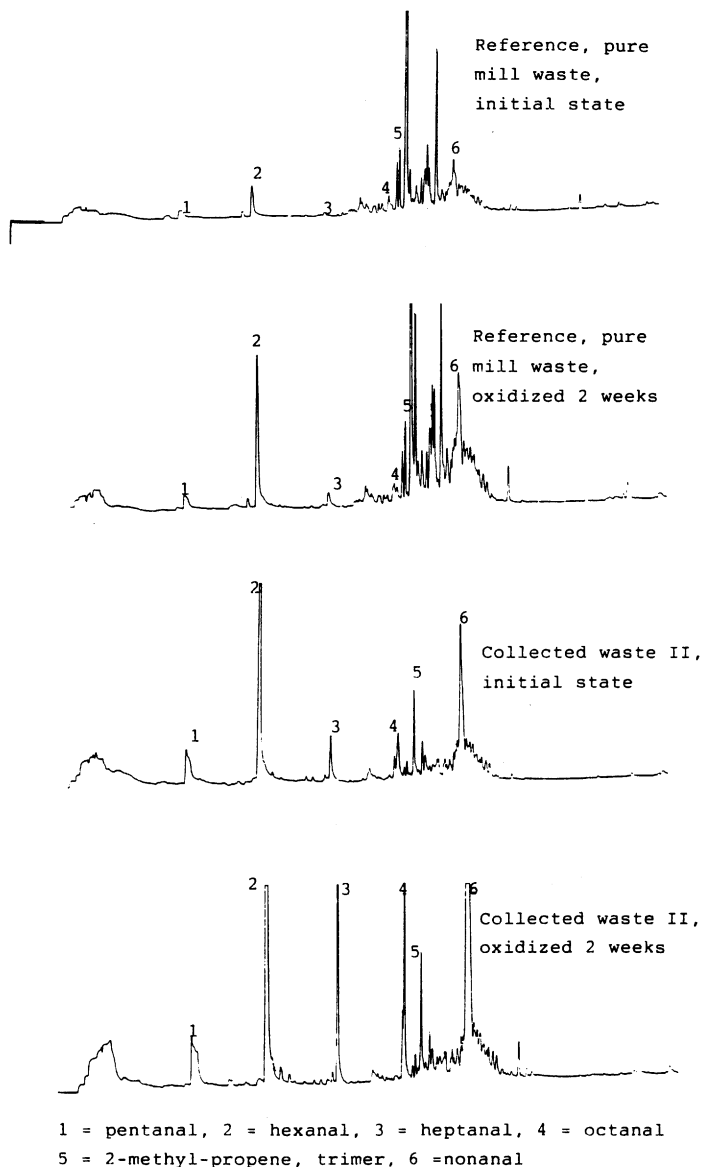 Reference, pure
mill waste,
initial state
5
2
6
4
1
3
Reference, pure
mill waste,
oxidized 2 weeks
2
6
5
4
3
1
Collected waste II,
initial state
2
6
5
4
3
1
Collected waste II,
oxidized 2 weeks
2
3
4
6
5
1
1 = pentanal, 2 = hexanal, 3 = heptanal, 4 = octanal
5 = 2-methyl-propene, trimer, 6 =nonanal